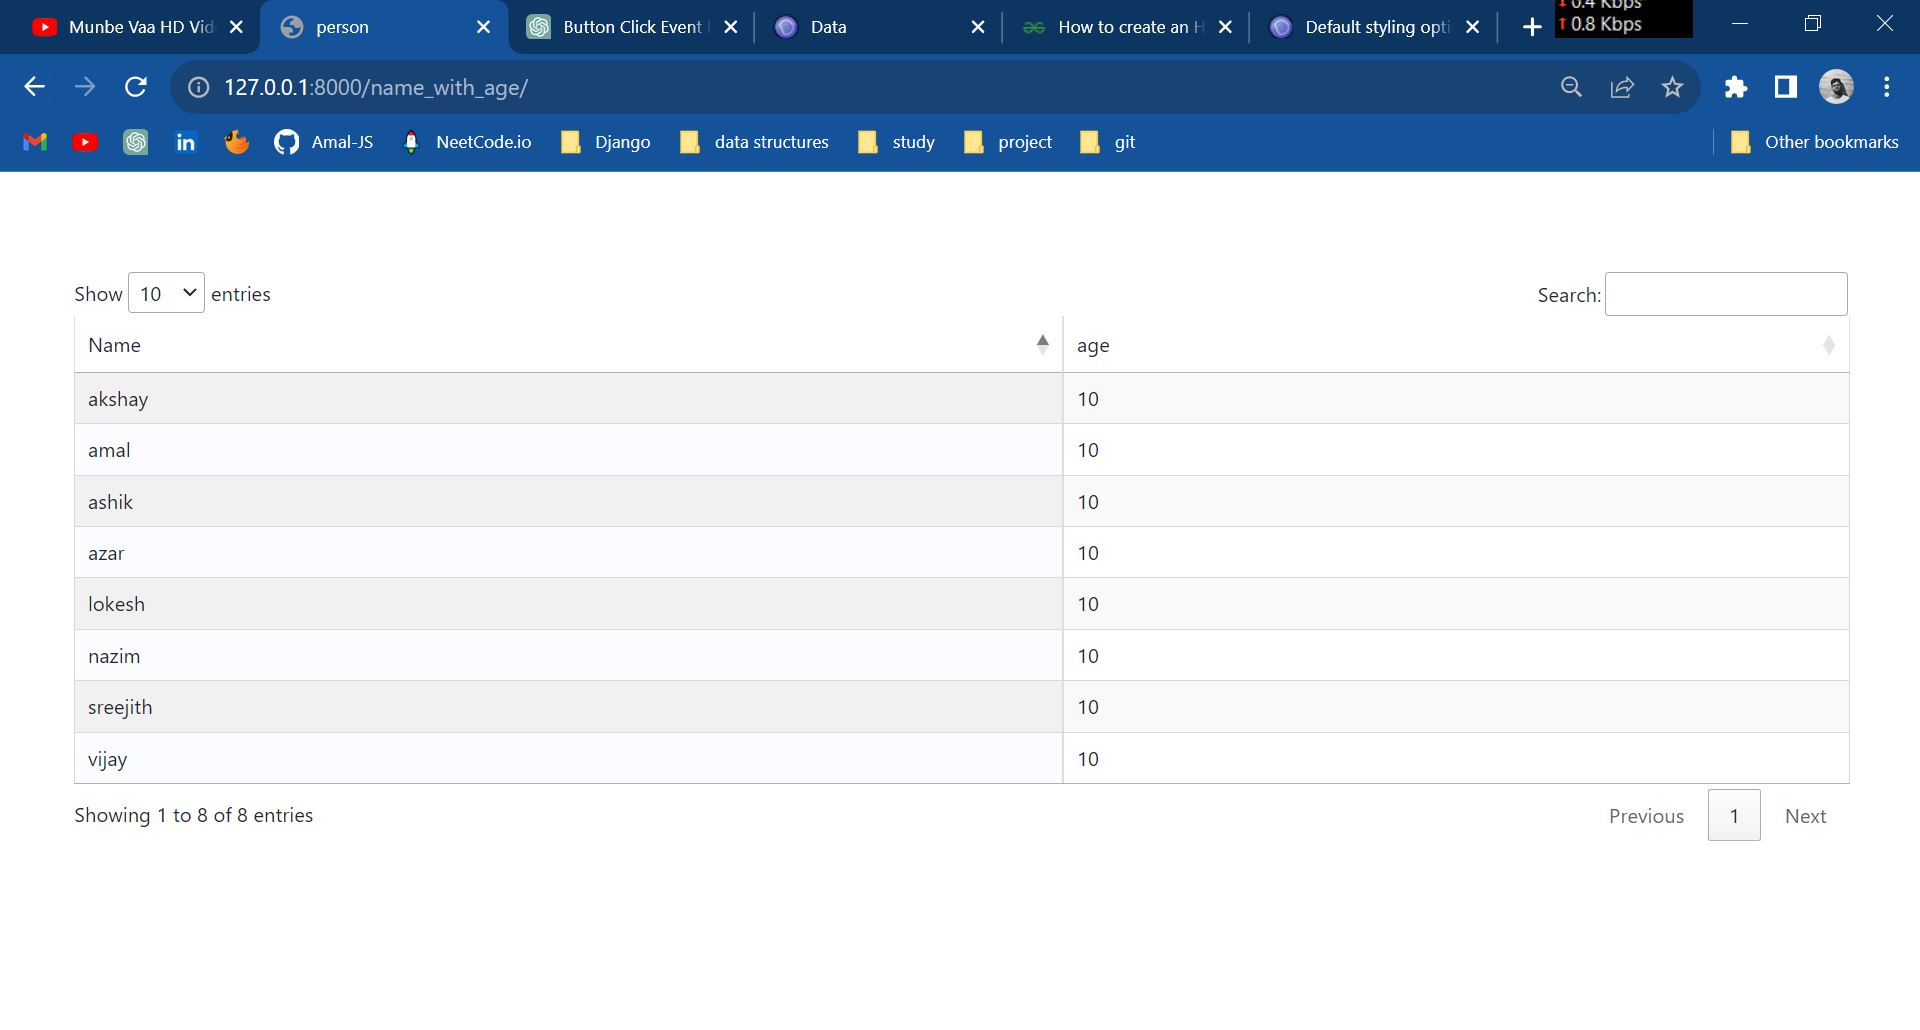 Munbe Vaa HD Vid
person
Button Click Event
Data
How to create an H
Default styling opti
0.4 Kbps
0.8 Kbps
127.0.0.1:8000/name_with_age/
in
Amal-JS
NeetCode.io
Django
data structures
study
project
git
Other bookmarks
Show 10 entries
Search:
Name age
akshay 10
amal 10
ashik 10
azar 10
lokesh 10
nazim 10
sreejith 10
vijay 10
Showing 1 to 8 of 8 entries
Previous 1 Next